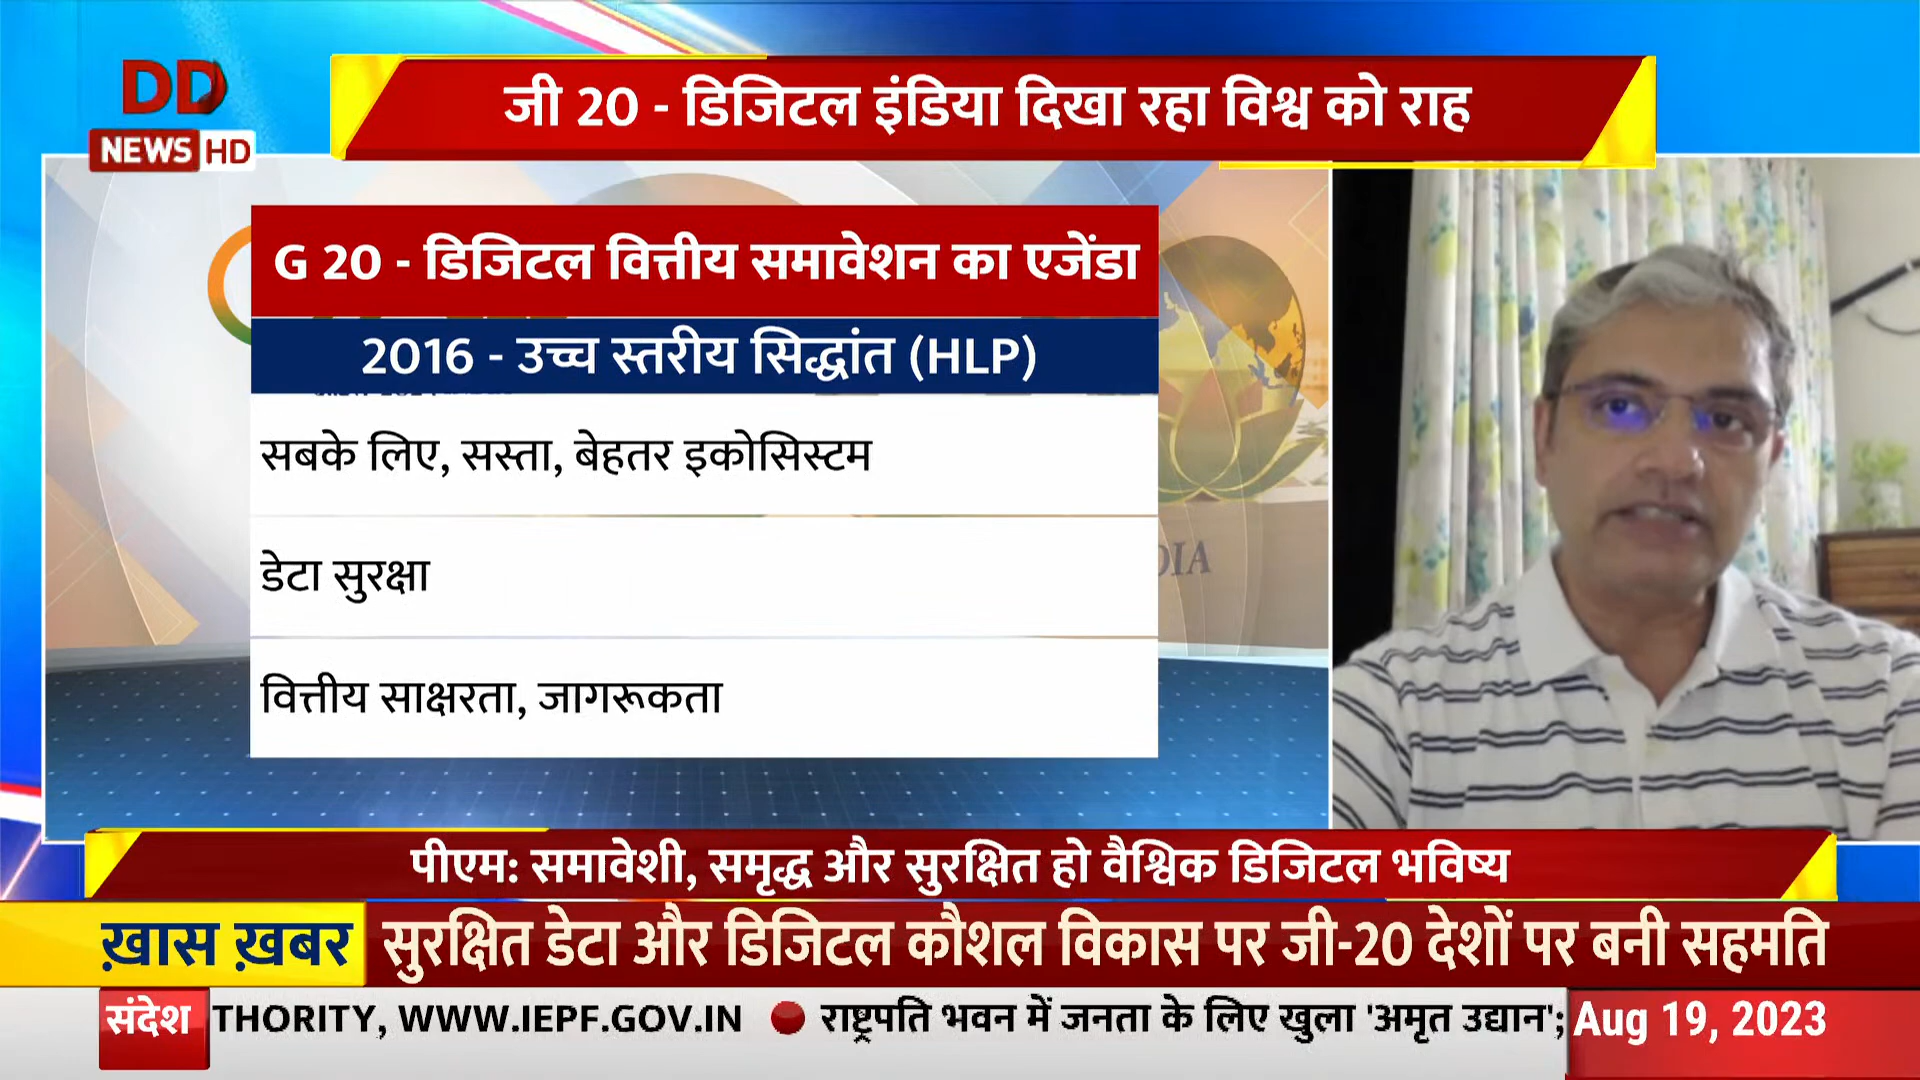 DD
NEWS HD
जी 20 - डिजिटल इंडिया दिखा रहा विश्व को राह
G 20 - डिजिटल वित्तीय समावेशन का एजेंडा
2016 - उच्च स्तरीय सिद्धांत (HLP)
सबके लिए, सस्ता, बेहतर इकोसिस्टम
डेटा सुरक्षा
वित्तीय साक्षरता, जागरूकता
DIA
पीएम: समावेशी, समृद्ध और सुरक्षित हो वैश्विक डिजिटल भविष्य
ख़ास ख़बर सुरक्षित डेटा और डिजिटल कौशल विकास पर जी-20 देशों पर बनी सहमति
संदेश THORITY, WWW.IEPF.GOV.IN ● राष्ट्रपति भवन में जनता के लिए खुला 'अमृत उद्यान'; Aug 19, 2023